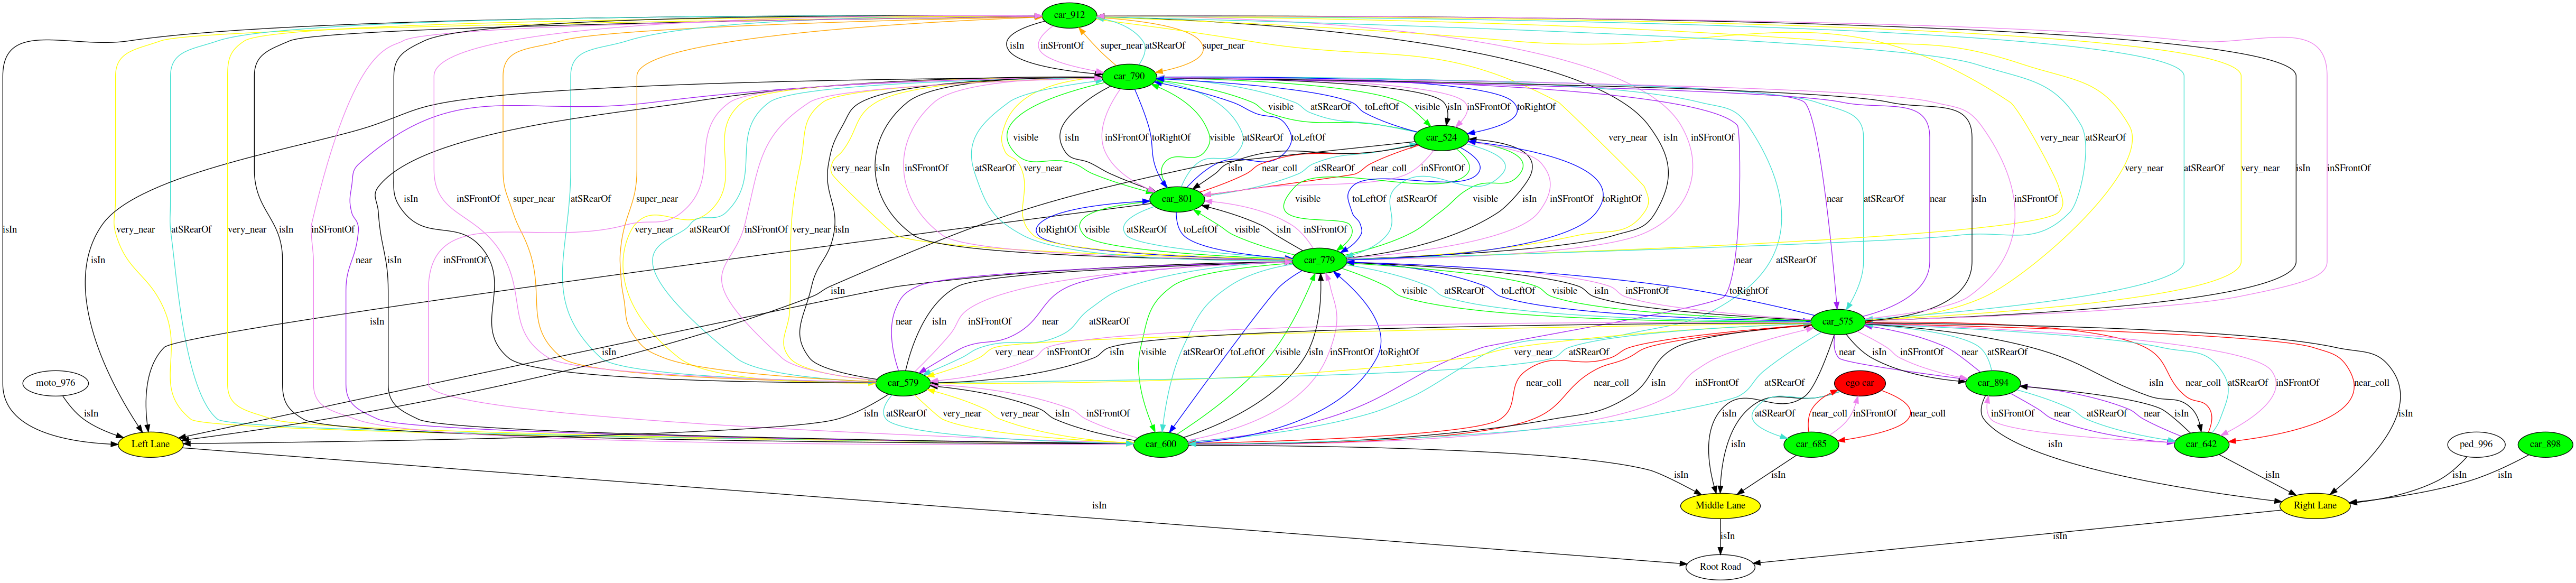 car_912
isIn inSFrontOf super_near atSRearOf super_near
car_790
visible atSRearOf toLeftOf visible isIn inSFrontOf toRightOf
car_524
visible isIn inSFrontOf toRightOf visible atSRearOf toLeftOf very_near isIn inSFrontOf very_near atSRearOf
very_near isIn inSFrontOf atSRearOf very_near isIn near_coll atSRearOf near_coll inSFrontOf very_near atSRearOf very_near isIn inSFrontOf
isIn inSFrontOf super_near atSRearOf super_near car_801 visible toLeftOf atSRearOf visible isIn inSFrontOf toRightOf near atSRearOf near isIn inSFrontOf
isIn very_near atSRearOf very_near isIn inSFrontOf very_near atSRearOf inSFrontOf very_near isIn toRightOf visible atSRearOf toLeftOf visible isIn inSFrontOf
isIn near isIn inSFrontOf car_779 near atSRearOf
isIn visible atSRearOf toLeftOf visible isIn inSFrontOf toRightOf
isIn near isIn inSFrontOf near atSRearOf car_575
isIn very_near inSFrontOf isIn visible atSRearOf toLeftOf visible isIn inSFrontOf toRightOf very_near atSRearOf near isIn inSFrontOf near atSRearOf
moto_976 car_579 near_coll near_coll isIn inSFrontOf atSRearOf ego car car_894 isIn near_coll atSRearOf inSFrontOf near_coll
isIn isIn atSRearOf very_near very_near isIn inSFrontOf isIn isIn atSRearOf near_coll inSFrontOf near_coll inSFrontOf near atSRearOf near isIn isIn
Left Lane car_600 car_685 isIn car_642 ped_996 car_898
isIn isIn isIn isIn isIn
isIn Middle Lane Right Lane
isIn isIn
Root Road